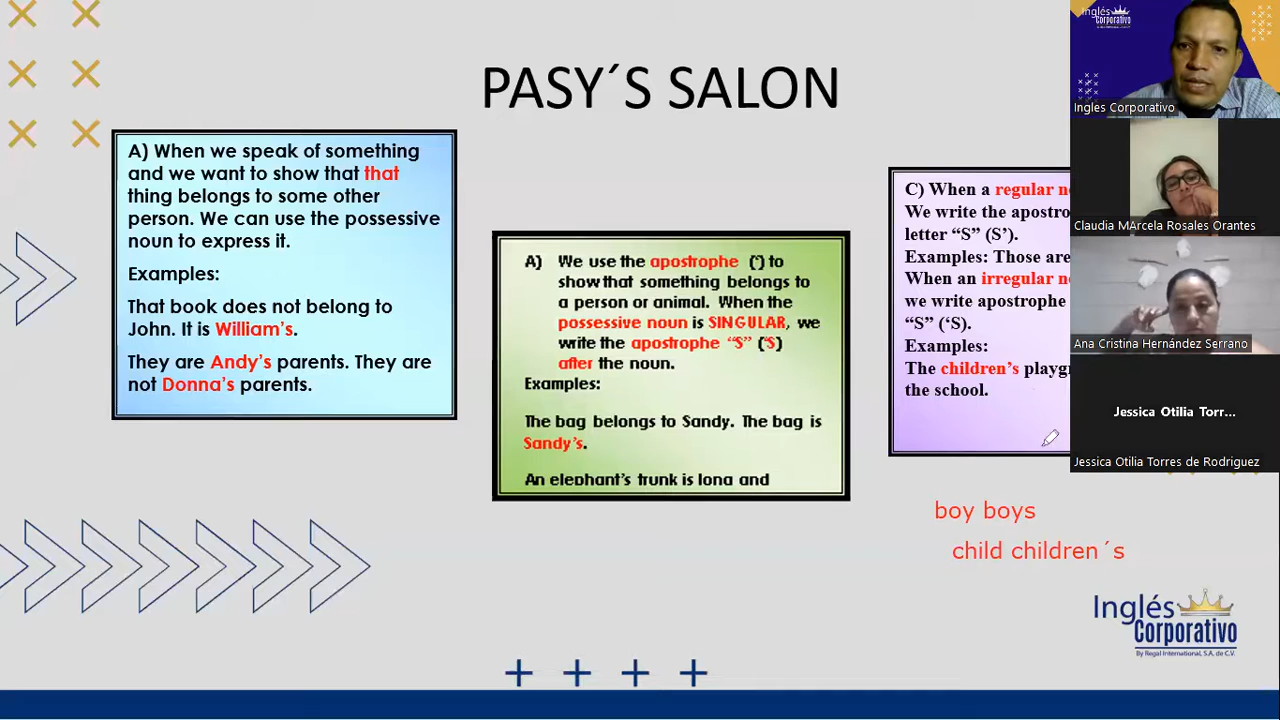 PASY´S SALON
A) When we speak of something
and we want to show that that
thing belongs to some other
person. We can use the possessive
noun to express it.
Examples:
That book does not belong to
John. It is William’s.
They are Andy’s parents. They are
not Donna’s parents.
A) We use the apostrophe (’) to
show that something belongs to
a person or animal. When the
possessive noun is SINGULAR, we
write the apostrophe “S” (‘S)
after the noun.
Examples:
The bag belongs to Sandy. The bag is
Sandy’s.
An elephant’s trunk is long and
C) When a regular
We write the
letter “S” (S’).
Examples: Those are
When an irregular
we write apostrophe
“S” (‘S).
Examples:
The children’s
the school.
boy boys
child children´s
Inglés
Corporativo
By Regal International, S.A. de C.V.
Inglés
Corporativo
Ingles Corporativo
Claudia MArcela Rosales Orantes
Ana Cristina Hernández Serrano
Jessica Otilia Torr...
Jessica Otilia Torres de Rodriguez